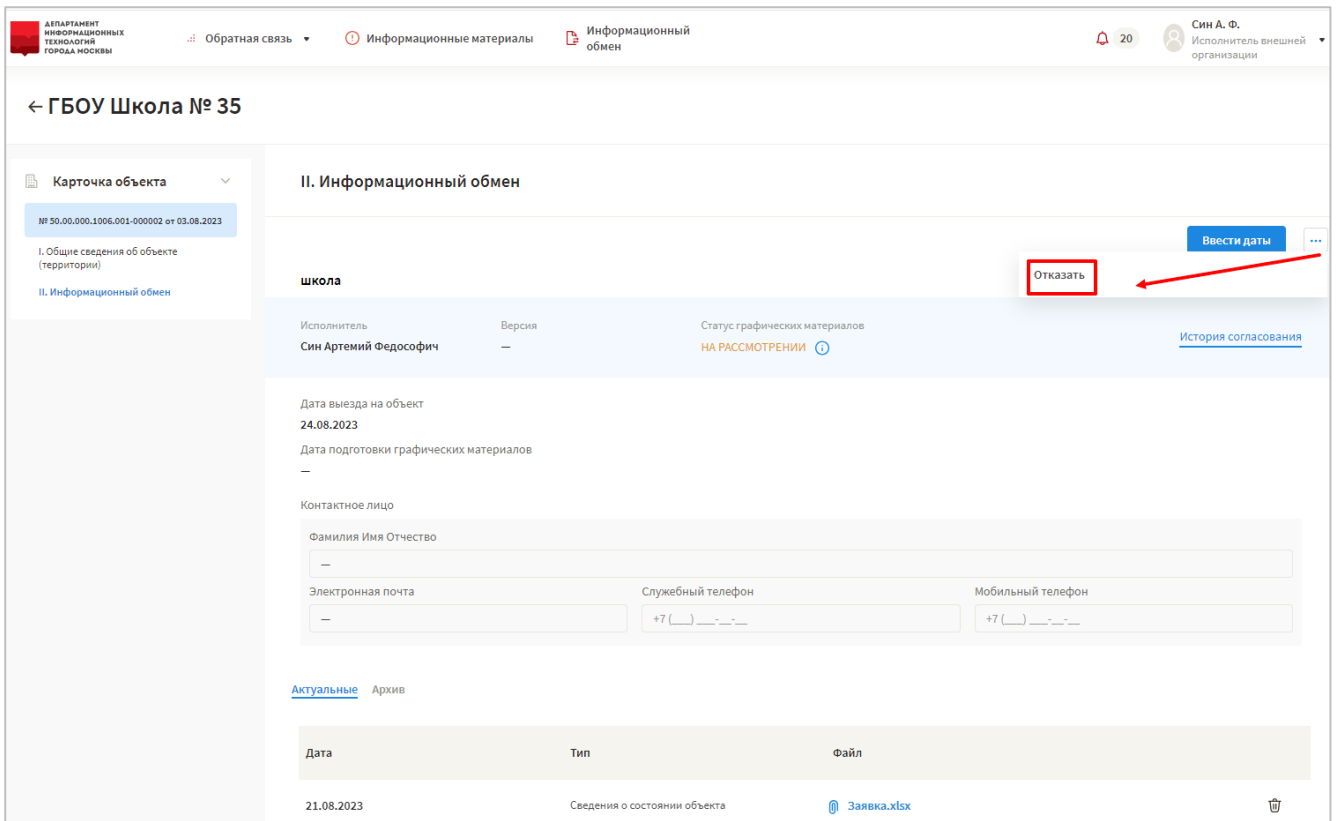 ДЕПАРТАМЕНТ
ИНФОРМАЦИОННЫХ
ТЕХНОЛОГИЙ
ГОРОДА МОСКВЫ
Обратная связь
Информационные материалы
Информационный
обмен
20
Син А. Ф.
Исполнитель внешней
организации
ГБОУ Школа № 35
Карточка объекта
№ 50.00.000.1006.001-000002 от 03.08.2023
I. Общие сведения об объекте
(территории)
II. Информационный обмен
II. Информационный обмен
Ввести даты
...
Отказать
школа
Исполнитель
Син Артемий Федософич
Версия
—
Статус графических материалов
НА РАССМОТРЕНИИ
История согласования
Дата выезда на объект
24.08.2023
Дата подготовки графических материалов
—
Контактное лицо
Фамилия Имя Отчество
—
Электронная почта
—
Служебный телефон
+7 (___) ___-__-__
Мобильный телефон
+7 (___) ___-__-__
Актуальные Архив
Дата Тип Файл
21.08.2023 Сведения о состоянии объекта Заявка.xlsx